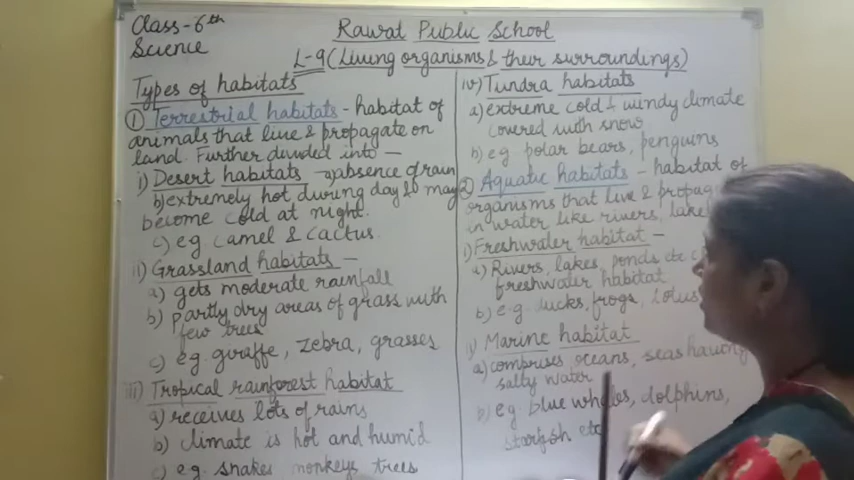 Class-6th
Science
Rawat Public School
L-9 (Living organisms & their surroundings)
Types of habitats
① Terrestrial habitats - habitat of
animals that live & propagate on
land. Further divided into -
i) Desert habitats - a) absence of rain
b) extremely hot during day & may
become cold at night.
c) eg camel & cactus.
ii) Grassland habitats -
a) gets moderate rainfall
b) partly dry areas of grass with
few trees
c) eg. giraffe, zebra, grasses
iii) Tropical rainforest habitat
a) receives lots of rains
b) climate is hot and humid
c) eg. snakes monkeys trees
iv) Tundra habitats
a) extreme cold & windy climate
covered with snow
b) eg polar bears, penguins
② Aquatic habitats - habitat of
organisms that live & propag
in water like rivers, lake
i) Freshwater habitat -
a) Rivers, lakes, ponds etc
freshwater habitat
b) e.g. ducks, frogs, lotus
Marine habitat
a) comprises oceans, seas having
salty water
b) eg. blue whales, dolphins,
starfish etc